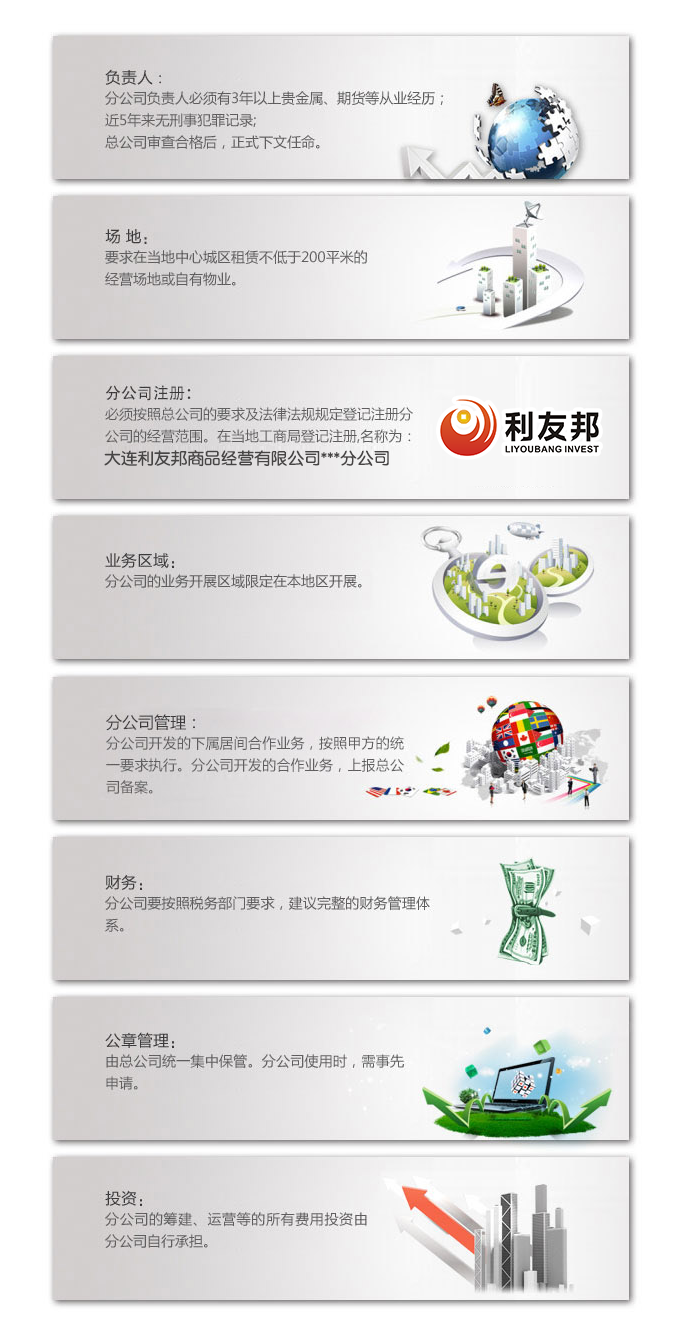 负责人：
分公司负责人必须有3年以上贵金属、期货等从业经历；
近5年来无刑事犯罪记录;
总公司审查合格后，正式下文任命。
场 地：
要求在当地中心城区租赁不低于200平米的
经营场地或自有物业。
分公司注册：
必须按照总公司的要求及法律法规规定登记注册分
公司的经营范围。在当地工商局登记注册,名称为：
大连利友邦商品经营有限公司***分公司
利友邦
LIYOUBANG INVEST
业务区域：
分公司的业务开展区域限定在本地区开展。
分公司管理：
分公司开发的下属居间合作业务，按照甲方的统
一要求执行。分公司开发的合作业务，上报总公
司备案。
财务：
分公司要按照税务部门要求，建议完整的财务管理体
系。
公章管理：
由总公司统一集中保管。分公司使用时，需事先
申请。
投资：
分公司的筹建、运营等的所有费用投资由
分公司自行承担。